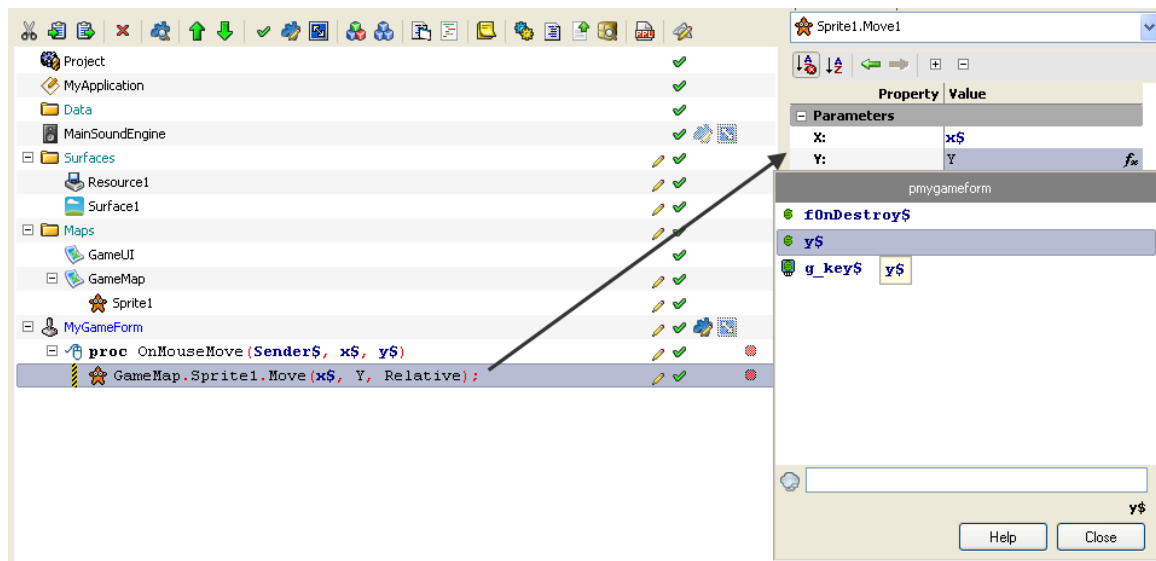 Project
MyApplication
Data
MainSoundEngine
Surfaces
Resource1
Surface1
Maps
GameUI
GameMap
Sprite1
MyGameForm
proc OnMouseMove(Sender$, x$, y$)
GameMap.Sprite1.Move(x$, Y, Relative);
Sprite1.Move1
Property Value
Parameters
X: x$
Y: Y
pmygameform
fOnDestroy$
y$
g_key$ y$
y$
Help Close